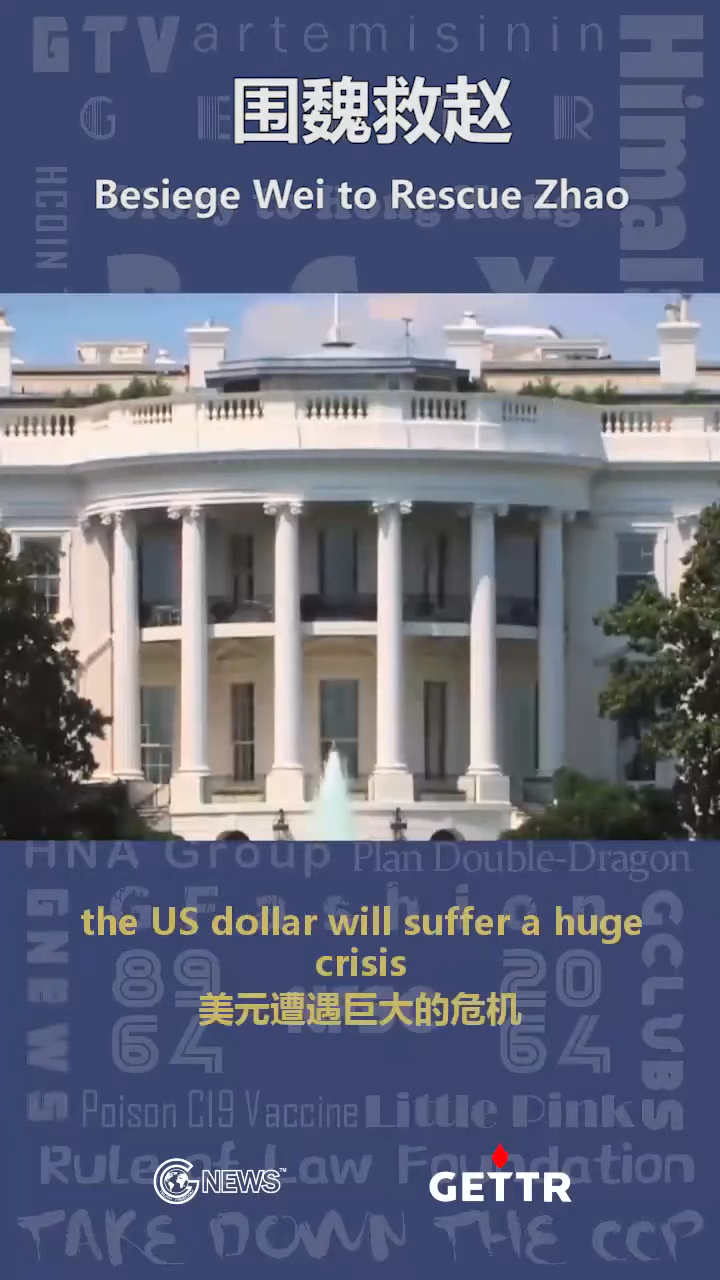 GTV artemisinin
Himal
围魏救赵
Besiege Wei to Rescue Zhao
HCOIN
Glory to Hong Kong
HNA Group Plan Double-Dragon
the US dollar will suffer a huge
crisis
美元遭遇巨大的危机
GNEWS
GFashion
GCLUBS
89
64
20
64
Poison C19 Vaccine Little Pink
Rule of Law Foundation
GNEWS™
GETTR
TAKE DOWN THE CCP